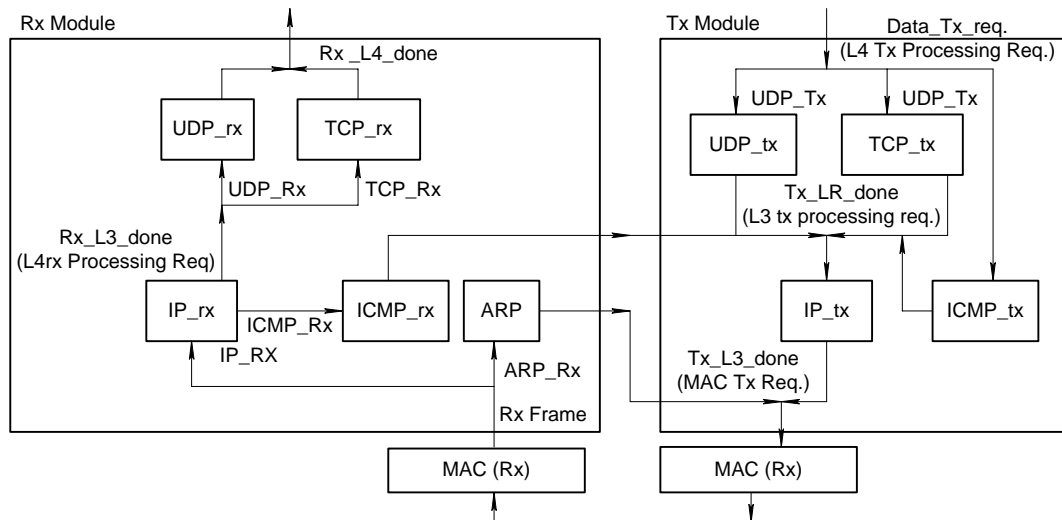 Rx Module
Rx _L4_done
UDP_rx
TCP_rx
UDP_Rx
TCP_Rx
Rx_L3_done
(L4rx Processing Req)
IP_rx
ICMP_Rx
ICMP_rx
ARP
IP_RX
ARP_Rx
Rx Frame
MAC (Rx)
Tx Module
Data_Tx_req.
(L4 Tx Processing Req.)
UDP_Tx
UDP_Tx
UDP_tx
TCP_tx
Tx_LR_done
(L3 tx processing req.)
IP_tx
ICMP_tx
Tx_L3_done
(MAC Tx Req.)
MAC (Rx)